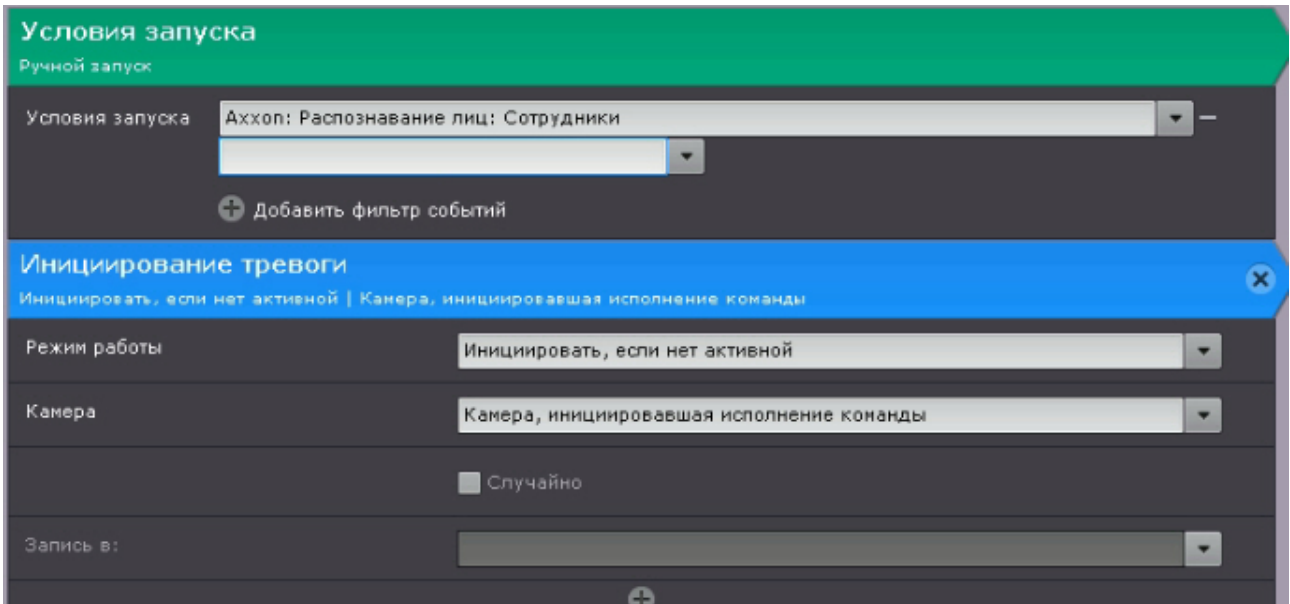 Условия запуска
Ручной запуск
Условия запуска
Axxon: Распознавание лиц: Сотрудники
Добавить фильтр событий
Инициирование тревоги
Инициировать, если нет активной | Камера, инициировавшая исполнение команды
Режим работы
Инициировать, если нет активной
Камера
Камера, инициировавшая исполнение команды
Случайно
Запись в: